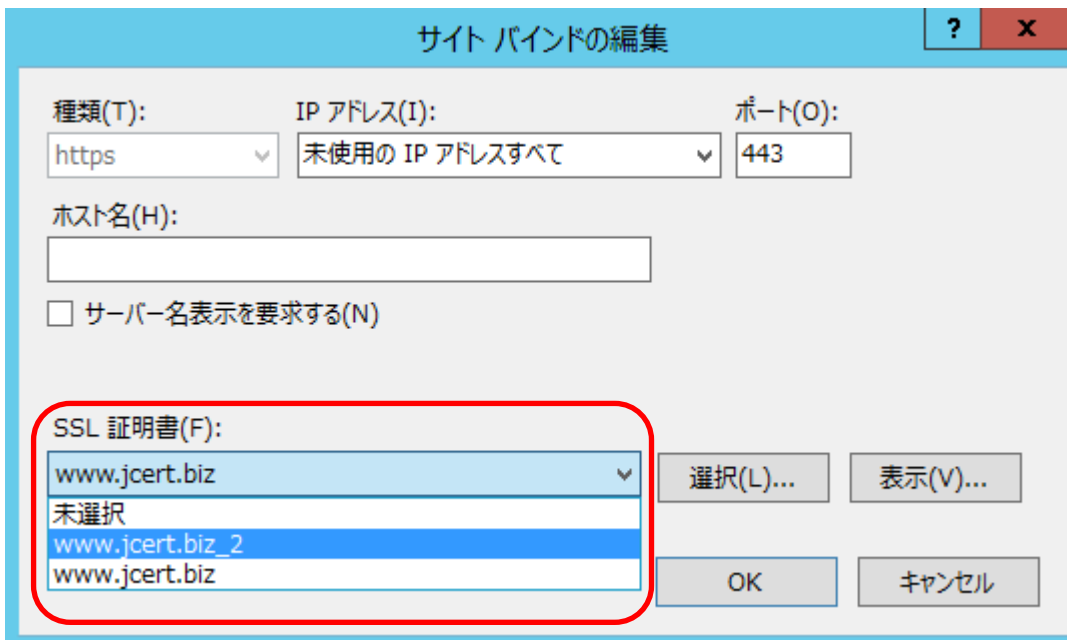 サイト バインドの編集
?
x
種類(T):
IP アドレス(I):
ポート(O):
https
未使用の IP アドレスすべて
443
ホスト名(H):
サーバー名表示を要求する(N)
SSL 証明書(F):
www.jcert.biz
選択(L)...
表示(V)...
未選択
www.jcert.biz_2
www.jcert.biz
OK
キャンセル